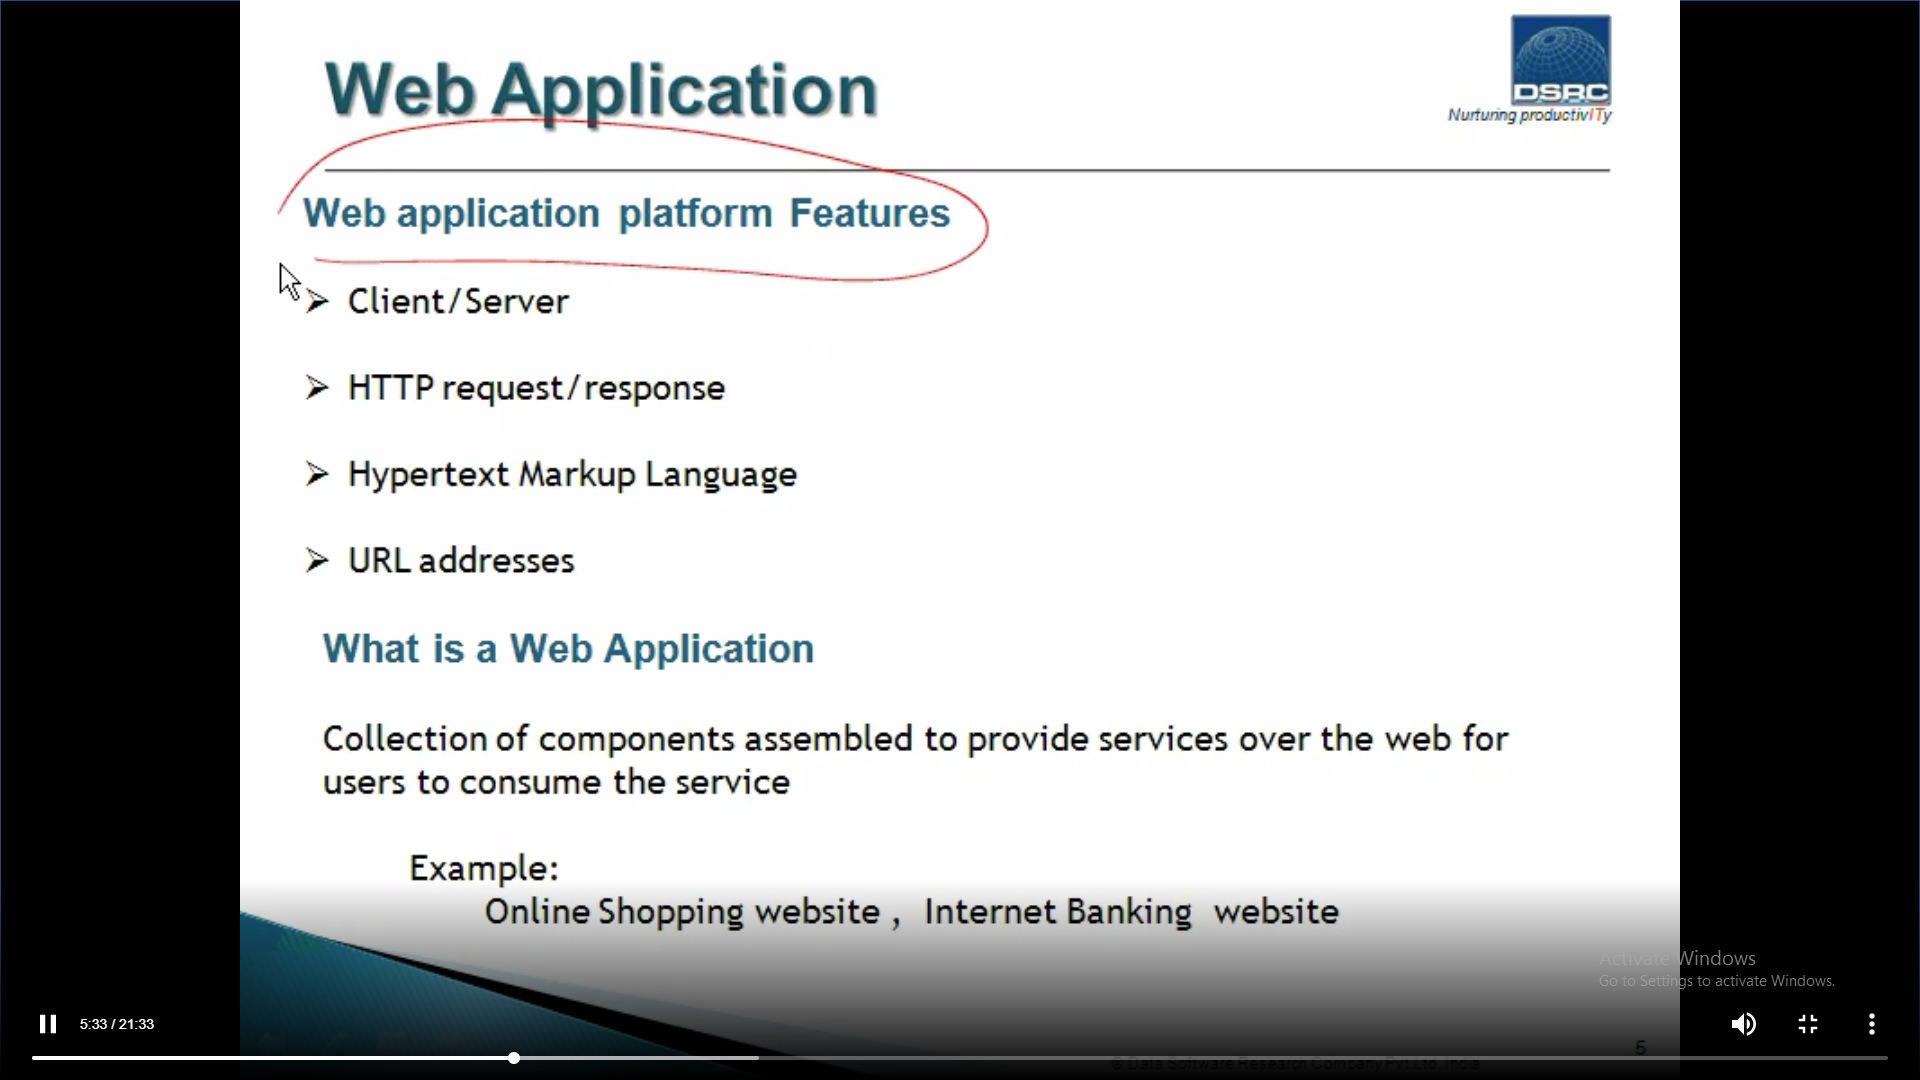 Web Application
DSRC
Nurturing productivITy
Web application platform Features
➢ Client/Server
➢ HTTP request/response
➢ Hypertext Markup Language
➢ URL addresses
What is a Web Application
Collection of components assembled to provide services over the web for
users to consume the service
Example:
Online Shopping website , Internet Banking website
Activate Windows
Go to Settings to activate Windows.
5:33 / 21:33
5
© Data Software Research Company Pvt Ltd. India